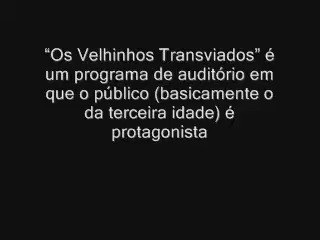 “Os Velhinhos Transviados” é
um programa de auditório em
que o público (basicamente o
da terceira idade) é
protagonista